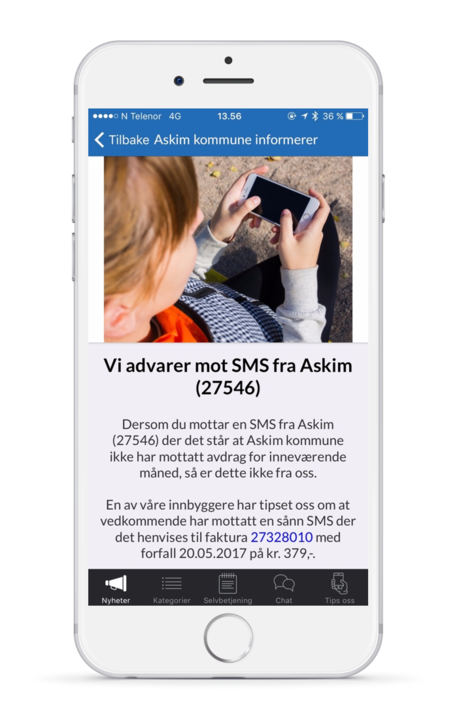 N Telenor 4G 13.56 36 %
Tilbake Askim kommune informerer
Vi advarer mot SMS fra Askim
(27546)
Dersom du mottar en SMS fra Askim
(27546) der det står at Askim kommune
ikke har mottatt avdrag for inneværende
måned, så er dette ikke fra oss.
En av våre innbyggere har tipset oss om at
vedkommende har mottatt en sånn SMS der
det henvises til faktura 27328010 med
forfall 20.05.2017 på kr. 379,-.
Nyheter Kategorier Selvbetjening Chat Tips oss